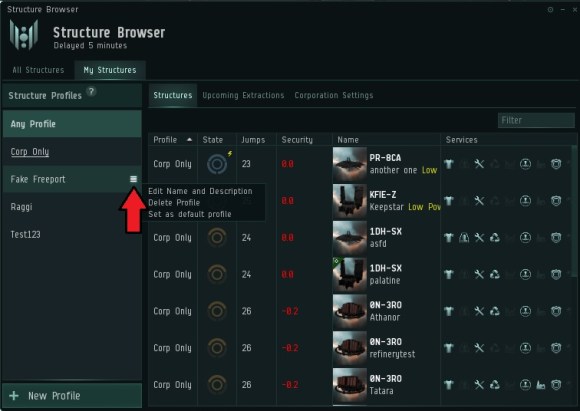 Structure Browser
Structure Browser
Delayed 5 minutes
All Structures My Structures
Structure Profiles ?
Structures Upcoming Extractions Corporation Settings
Filter
Any Profile
Corp Only
Fake Freeport
Raggi
Test123
Edit Name and Description
Delete Profile
Set as default profile
Profile State Jumps Security Name Services
Corp Only 23 0.0 PR-8CA
another one Low
KFIE-Z
Keepstar Low Pow
Corp Only 24 0.0 1DH-SX
asfd
Corp Only 24 0.0 1DH-SX
palatine
Corp Only 26 -0.2 0N-3RO
Athanor
Corp Only 26 -0.2 0N-3RO
refinerytest
Corp Only 26 -0.2 0N-3RO
Tatara
+ New Profile